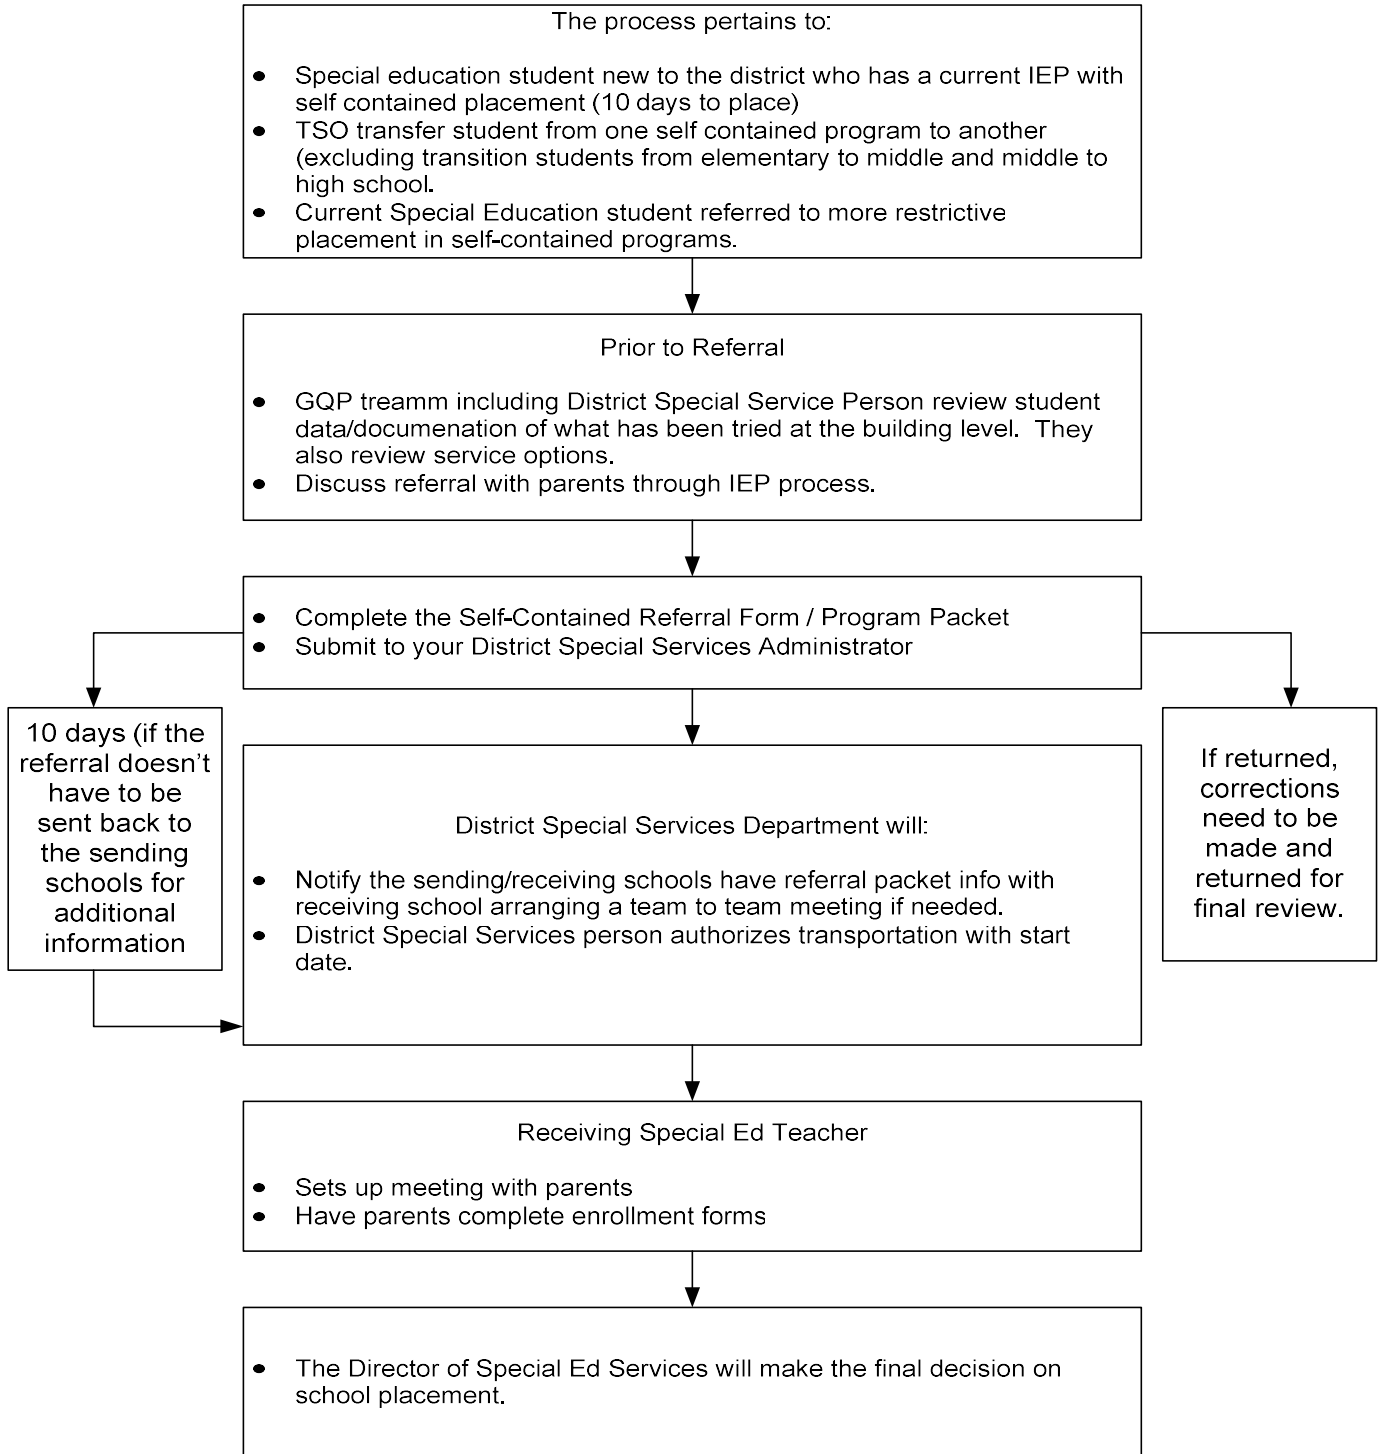 The process pertains to:
● Special education student new to the district who has a current IEP with
self contained placement (10 days to place)
● TSO transfer student from one self contained program to another
(excluding transition students from elementary to middle and middle to
high school.
● Current Special Education student referred to more restrictive
placement in self-contained programs.
Prior to Referral
● GQP treamm including District Special Service Person review student
data/documenation of what has been tried at the building level. They
also review service options.
● Discuss referral with parents through IEP process.
● Complete the Self-Contained Referral Form / Program Packet
● Submit to your District Special Services Administrator
10 days (if the
referral doesn’t
have to be
sent back to
the sending
schools for
additional
information
District Special Services Department will:
● Notify the sending/receiving schools have referral packet info with
receiving school arranging a team to team meeting if needed.
● District Special Services person authorizes transportation with start
date.
If returned,
corrections
need to be
made and
returned for
final review.
Receiving Special Ed Teacher
● Sets up meeting with parents
● Have parents complete enrollment forms
● The Director of Special Ed Services will make the final decision on
school placement.